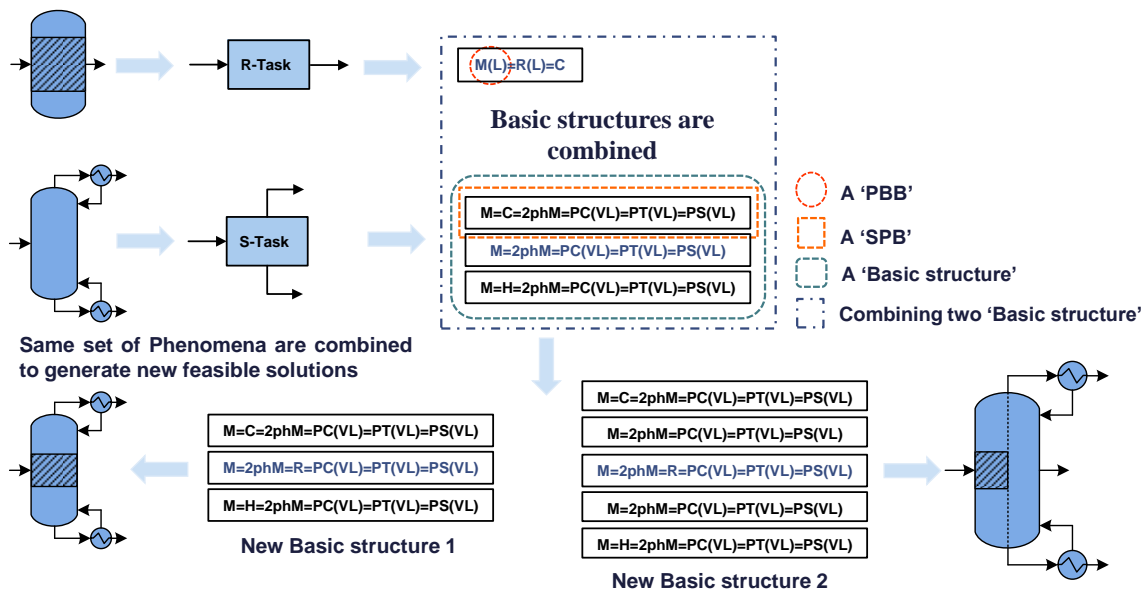 R-Task
M(L)=R(L)=C
Basic structures are
combined
S-Task
M=C=2phM=PC(VL)=PT(VL)=PS(VL)
M=2phM=PC(VL)=PT(VL)=PS(VL)
M=H=2phM=PC(VL)=PT(VL)=PS(VL)
A ‘PBB’
A ‘SPB’
A ‘Basic structure’
Combining two ‘Basic structure’
Same set of Phenomena are combined
to generate new feasible solutions
M=C=2phM=PC(VL)=PT(VL)=PS(VL)
M=2phM=R=PC(VL)=PT(VL)=PS(VL)
M=H=2phM=PC(VL)=PT(VL)=PS(VL)
New Basic structure 1
M=C=2phM=PC(VL)=PT(VL)=PS(VL)
M=2phM=PC(VL)=PT(VL)=PS(VL)
M=2phM=R=PC(VL)=PT(VL)=PS(VL)
M=2phM=PC(VL)=PT(VL)=PS(VL)
M=H=2phM=PC(VL)=PT(VL)=PS(VL)
New Basic structure 2